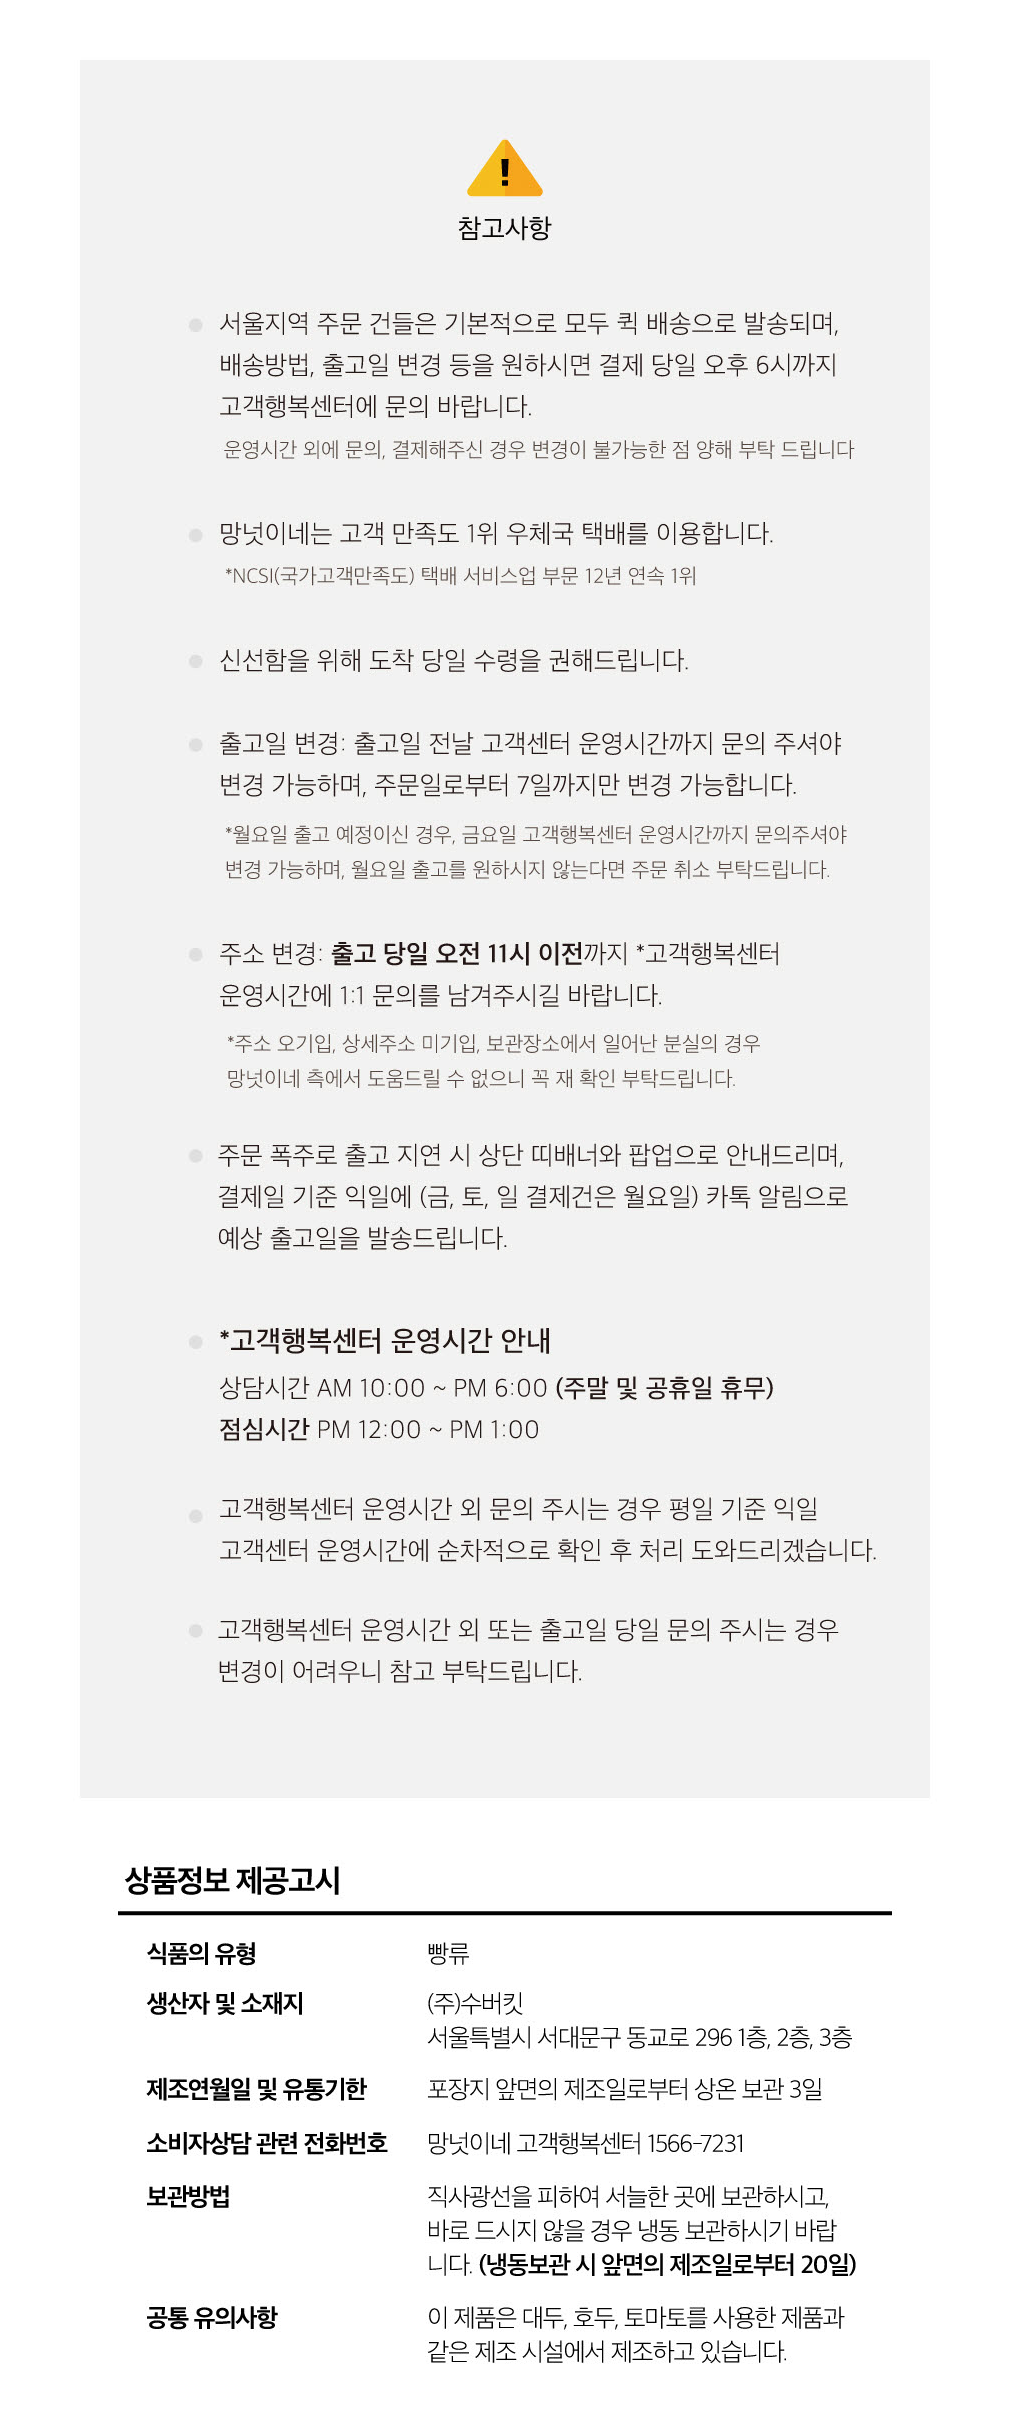 참고사항
서울지역 주문 건들은 기본적으로 모두 퀵 배송으로 발송되며,
배송방법, 출고일 변경 등을 원하시면 결제 당일 오후 6시까지
고객행복센터에 문의 바랍니다.
운영시간 외에 문의, 결제해주신 경우 변경이 불가능한 점 양해 부탁 드립니다
망넛이네는 고객 만족도 1위 우체국 택배를 이용합니다.
*NCSI(국가고객만족도) 택배 서비스업 부문 12년 연속 1위
신선함을 위해 도착 당일 수령을 권해드립니다.
출고일 변경: 출고일 전날 고객센터 운영시간까지 문의 주셔야
변경 가능하며, 주문일로부터 7일까지만 변경 가능합니다.
*월요일 출고 예정이신 경우, 금요일 고객행복센터 운영시간까지 문의주셔야
변경 가능하며, 월요일 출고를 원하시지 않는다면 주문 취소 부탁드립니다.
주소 변경: 출고 당일 오전 11시 이전까지 *고객행복센터
운영시간에 1:1 문의를 남겨주시길 바랍니다.
*주소 오기입, 상세주소 미기입, 보관장소에서 일어난 분실의 경우
망넛이네 측에서 도움드릴 수 없으니 꼭 재 확인 부탁드립니다.
주문 폭주로 출고 지연 시 상단 띠배너와 팝업으로 안내드리며,
결제일 기준 익일에 (금, 토, 일 결제건은 월요일) 카톡 알림으로
예상 출고일을 발송드립니다.
*고객행복센터 운영시간 안내
상담시간 AM 10:00 ~ PM 6:00 (주말 및 공휴일 휴무)
점심시간 PM 12:00 ~ PM 1:00
고객행복센터 운영시간 외 문의 주시는 경우 평일 기준 익일
고객센터 운영시간에 순차적으로 확인 후 처리 도와드리겠습니다.
고객행복센터 운영시간 외 또는 출고일 당일 문의 주시는 경우
변경이 어려우니 참고 부탁드립니다.
상품정보 제공고시
식품의 유형 빵류
생산자 및 소재지 (주)수버킷
서울특별시 서대문구 동교로 296 1층, 2층, 3층
제조연월일 및 유통기한 포장지 앞면의 제조일로부터 상온 보관 3일
소비자상담 관련 전화번호 망넛이네 고객행복센터 1566-7231
보관방법 직사광선을 피하여 서늘한 곳에 보관하시고,
바로 드시지 않을 경우 냉동 보관하시기 바랍
니다. (냉동보관 시 앞면의 제조일로부터 20일)
공통 유의사항 이 제품은 대두, 호두, 토마토를 사용한 제품과
같은 제조 시설에서 제조하고 있습니다.